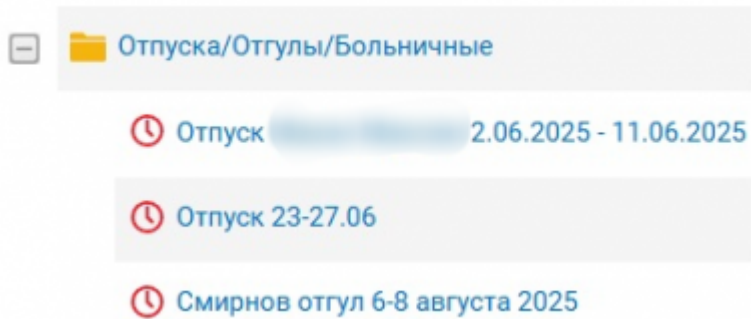 Отпуска/Отгулы/Больничные
Отпуск 2.06.2025 - 11.06.2025
Отпуск 23-27.06
Смирнов отгул 6-8 августа 2025